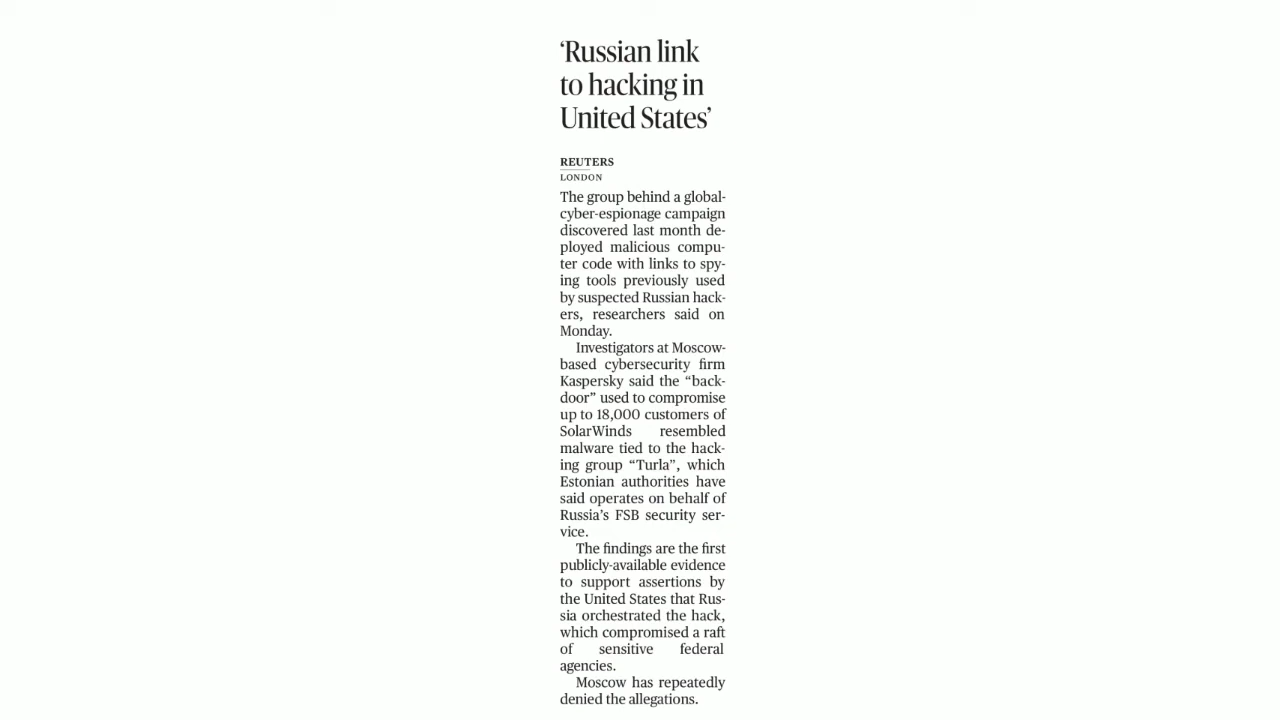 ‘Russian link
to hacking in
United States’
REUTERS
LONDON
The group behind a global-
cyber-espionage campaign
discovered last month de-
ployed malicious compu-
ter code with links to spy-
ing tools previously used
by suspected Russian hack-
ers, researchers said on
Monday.
Investigators at Moscow-
based cybersecurity firm
Kaspersky said the “back-
door” used to compromise
up to 18,000 customers of
SolarWinds resembled
malware tied to the hack-
ing group “Turla”, which
Estonian authorities have
said operates on behalf of
Russia’s FSB security ser-
vice.
The findings are the first
publicly-available evidence
to support assertions by
the United States that Rus-
sia orchestrated the hack,
which compromised a raft
of sensitive federal
agencies.
Moscow has repeatedly
denied the allegations.